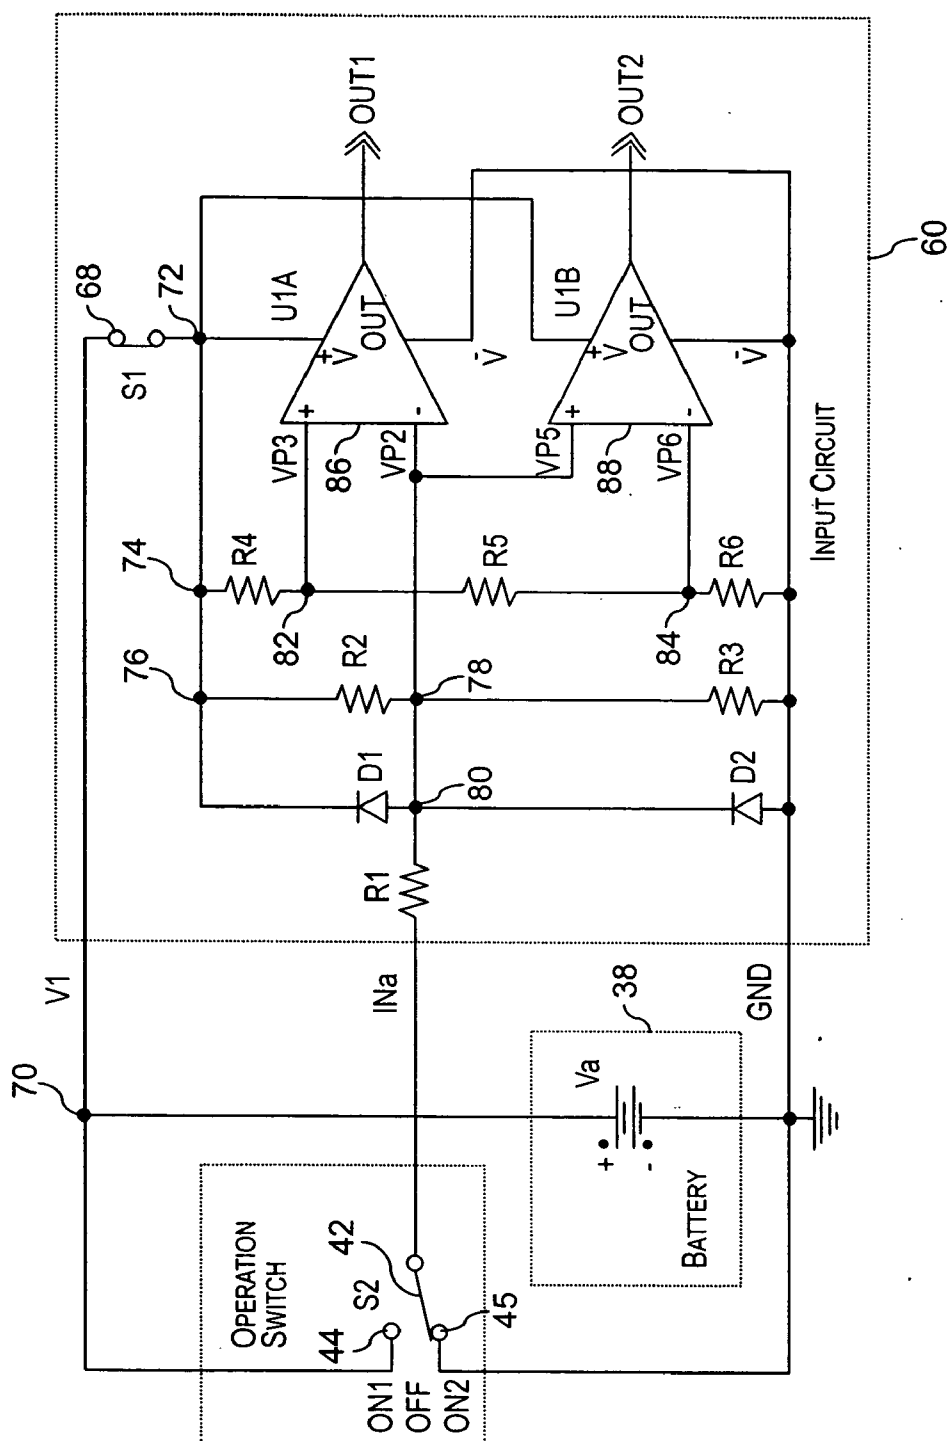 70
V1
68
S1
72
74
76
R4
82
R2
78
D1
80
R1
INa
VP3
86
VP2
+
-
+
V
OUT
U1A
OUT1
V̄
R5
84
R6
R3
D2
VP5
88
VP6
+
-
+
V
OUT
U1B
OUT2
V̄
INPUT CIRCUIT
60
OPERATION
SWITCH
S2
42
44
45
ON1
OFF
ON2
38
Va
+
-
BATTERY
GND